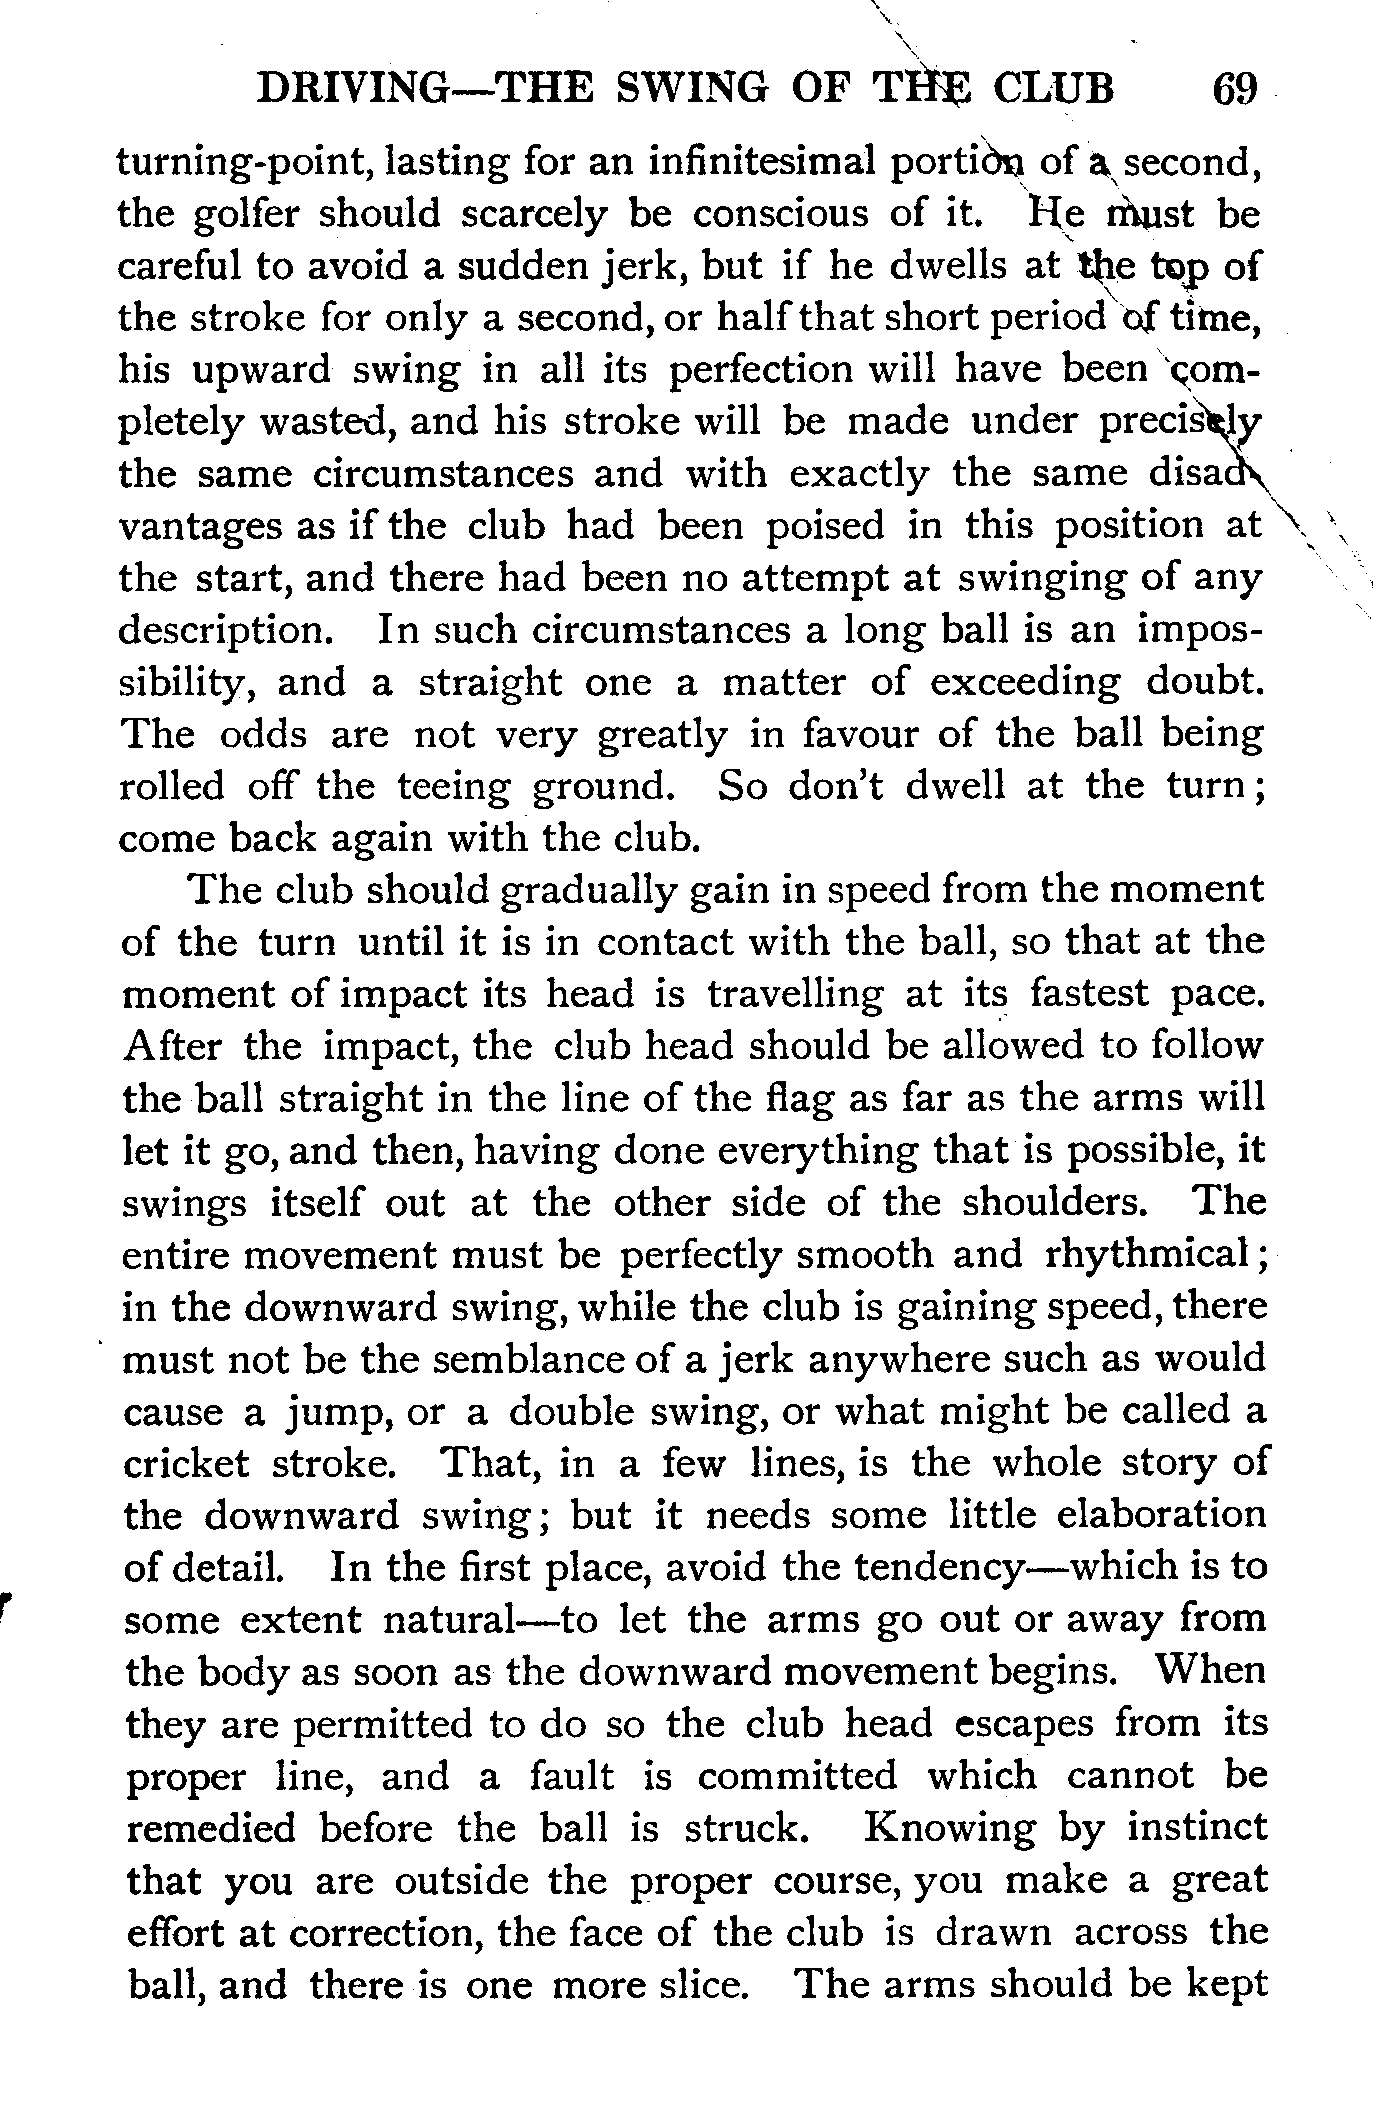 DRIVING—THE SWING OF THE CLUB 69
turning-point, lasting for an infinitesimal portion of a second,
the golfer should scarcely be conscious of it. He must be
careful to avoid a sudden jerk, but if he dwells at the top of
the stroke for only a second, or half that short period of time,
his upward swing in all its perfection will have been com-
pletely wasted, and his stroke will be made under precisely
the same circumstances and with exactly the same disad-
vantages as if the club had been poised in this position at
the start, and there had been no attempt at swinging of any
description. In such circumstances a long ball is an impos-
sibility, and a straight one a matter of exceeding doubt.
The odds are not very greatly in favour of the ball being
rolled off the teeing ground. So don't dwell at the turn;
come back again with the club.
The club should gradually gain in speed from the moment
of the turn until it is in contact with the ball, so that at the
moment of impact its head is travelling at its fastest pace.
After the impact, the club head should be allowed to follow
the ball straight in the line of the flag as far as the arms will
let it go, and then, having done everything that is possible, it
swings itself out at the other side of the shoulders. The
entire movement must be perfectly smooth and rhythmical;
in the downward swing, while the club is gaining speed, there
must not be the semblance of a jerk anywhere such as would
cause a jump, or a double swing, or what might be called a
cricket stroke. That, in a few lines, is the whole story of
the downward swing; but it needs some little elaboration
of detail. In the first place, avoid the tendency—which is to
some extent natural—to let the arms go out or away from
the body as soon as the downward movement begins. When
they are permitted to do so the club head escapes from its
proper line, and a fault is committed which cannot be
remedied before the ball is struck. Knowing by instinct
that you are outside the proper course, you make a great
effort at correction, the face of the club is drawn across the
ball, and there is one more slice. The arms should be kept